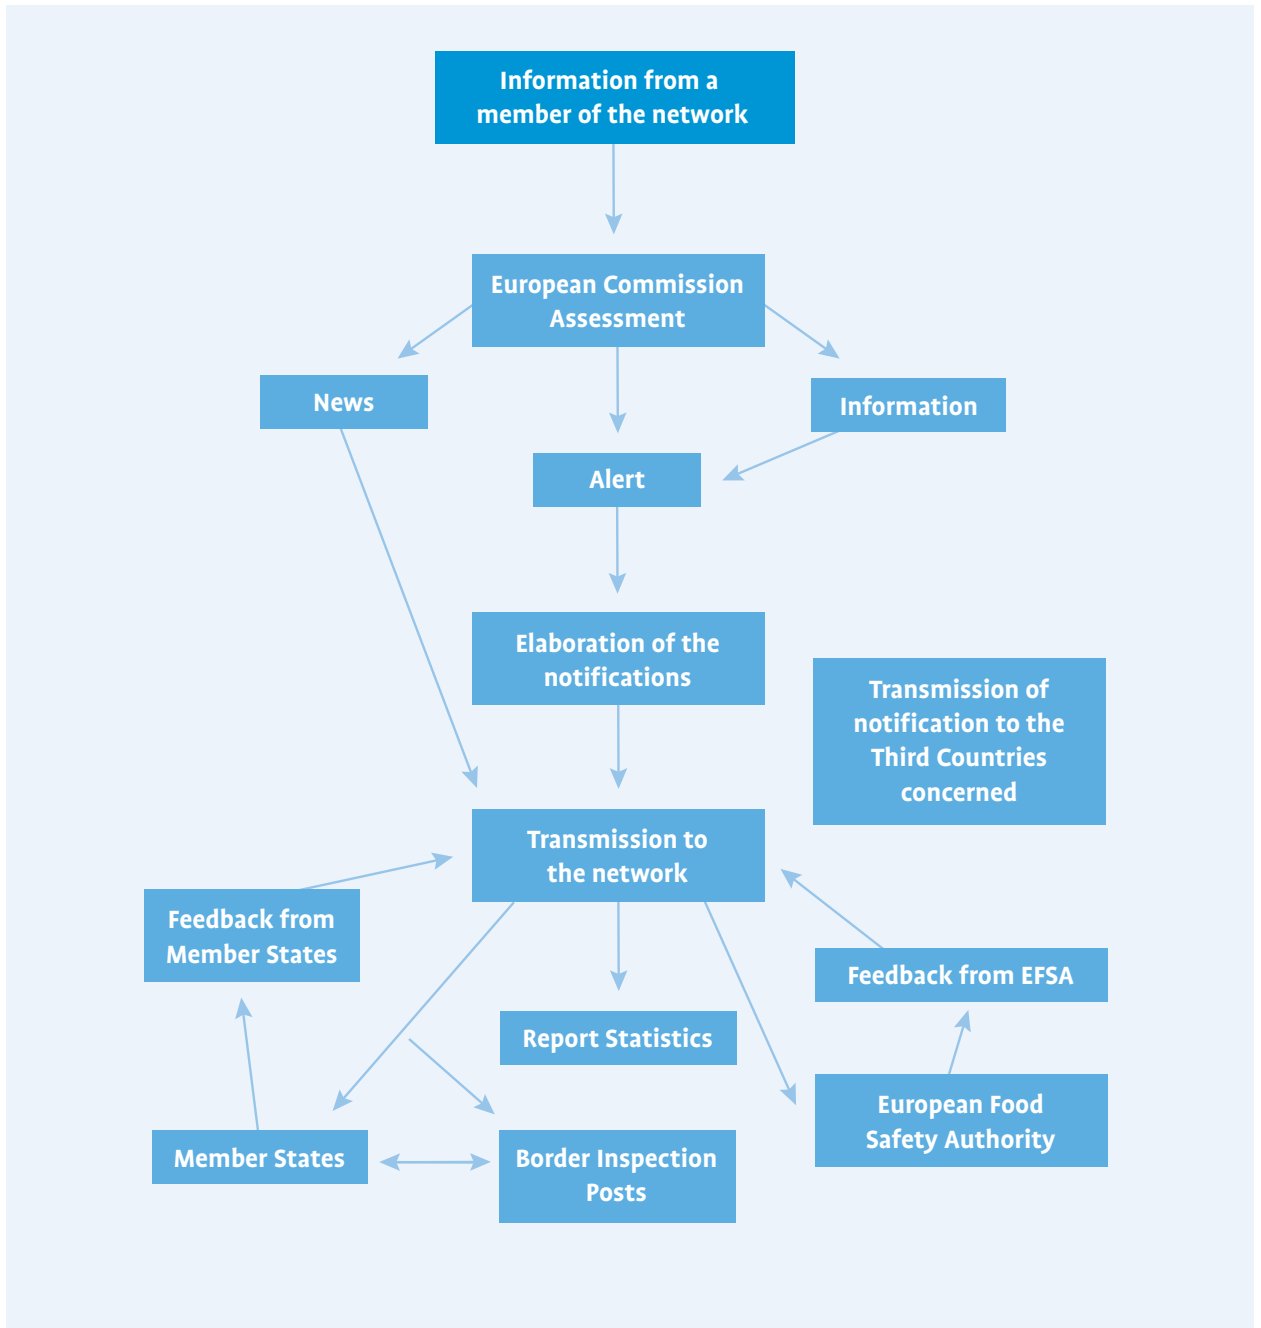 Information from a
member of the network
European Commission
Assessment
News
Information
Alert
Elaboration of the
notifications
Transmission of
notification to the
Third Countries
concerned
Transmission to
the network
Feedback from
Member States
Feedback from EFSA
Report Statistics
European Food
Safety Authority
Member States
Border Inspection
Posts